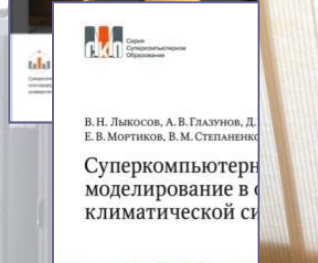 Серия
Суперкомпьютерное
Образование
В. Н. Лыкосов, А. В. Глазунов, Д.
Е. В. Мортиков, В. М. Степаненко
Суперкомпьютерн
моделирование в
климатической си